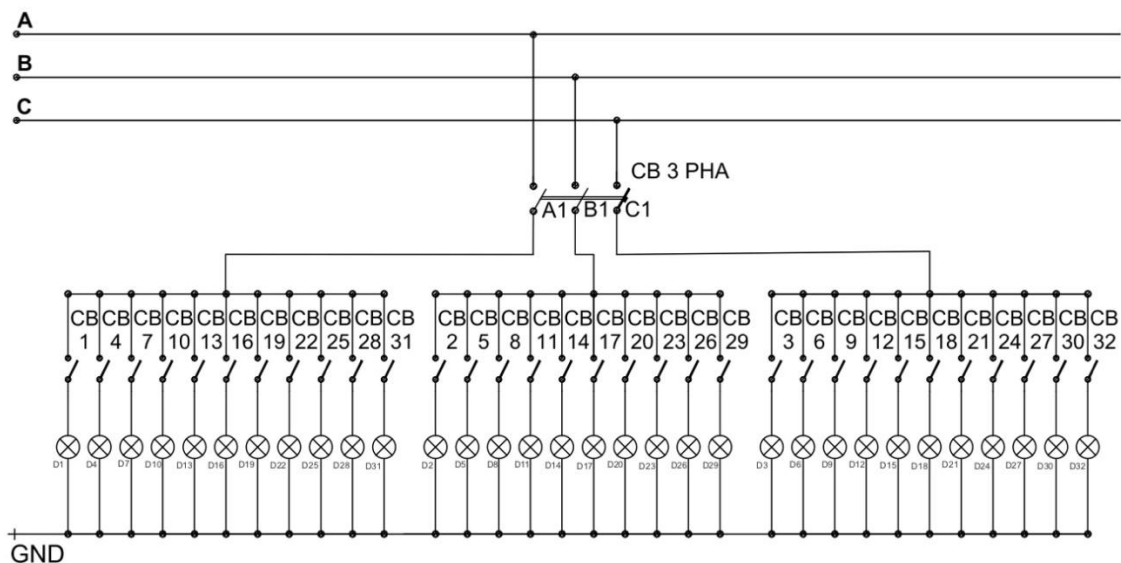 A
B
C
CB 3 PHA
A1 B1 C1
CB CB CB CB CB CB CB CB CB CB CB CB CB CB CB CB CB CB CB CB CB CB CB CB CB CB CB CB CB CB CB CB
1 4 7 10 13 16 19 22 25 28 31 2 5 8 11 14 17 20 23 26 29 3 6 9 12 15 18 21 24 27 30 32
D1 D4 D7 D10 D13 D16 D19 D22 D25 D28 D31 D2 D5 D8 D11 D14 D17 D20 D23 D26 D29 D3 D6 D9 D12 D15 D18 D21 D24 D27 D30 D32
GND